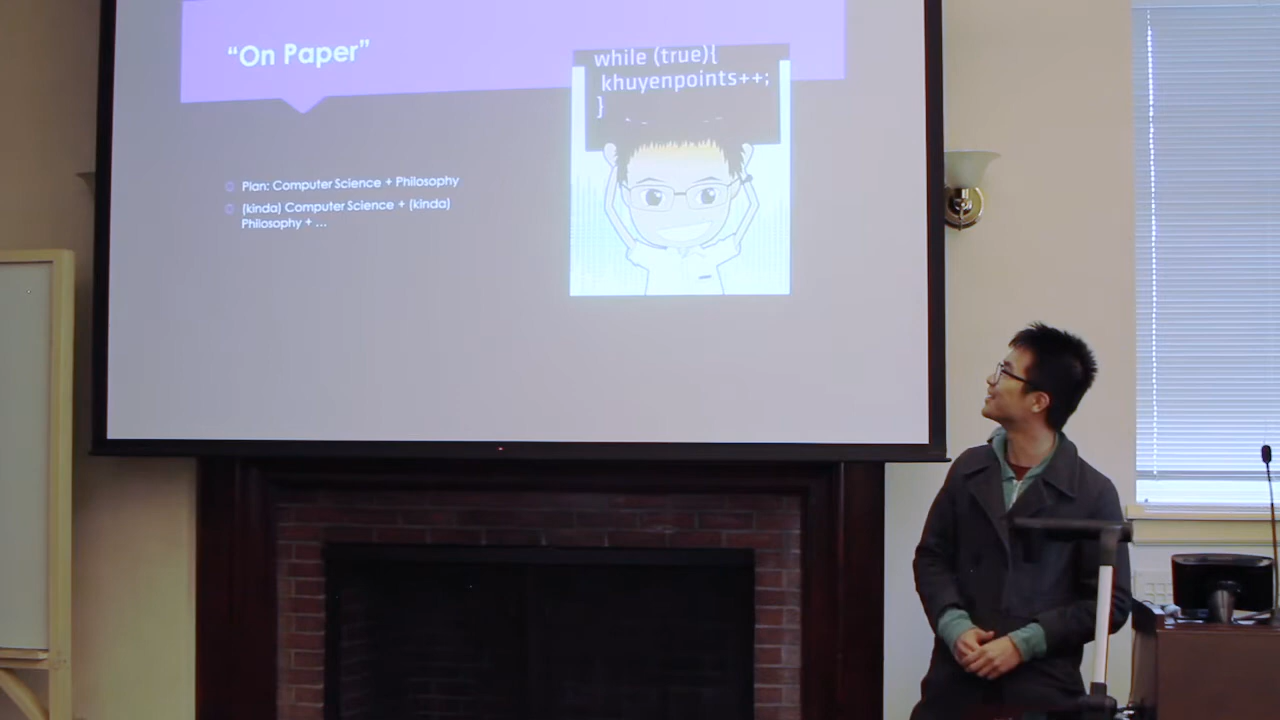 “On Paper”
while (true){
khuyenpoints++;
}
Plan: Computer Science + Philosophy
(kinda) Computer Science + (kinda)
Philosophy + ...